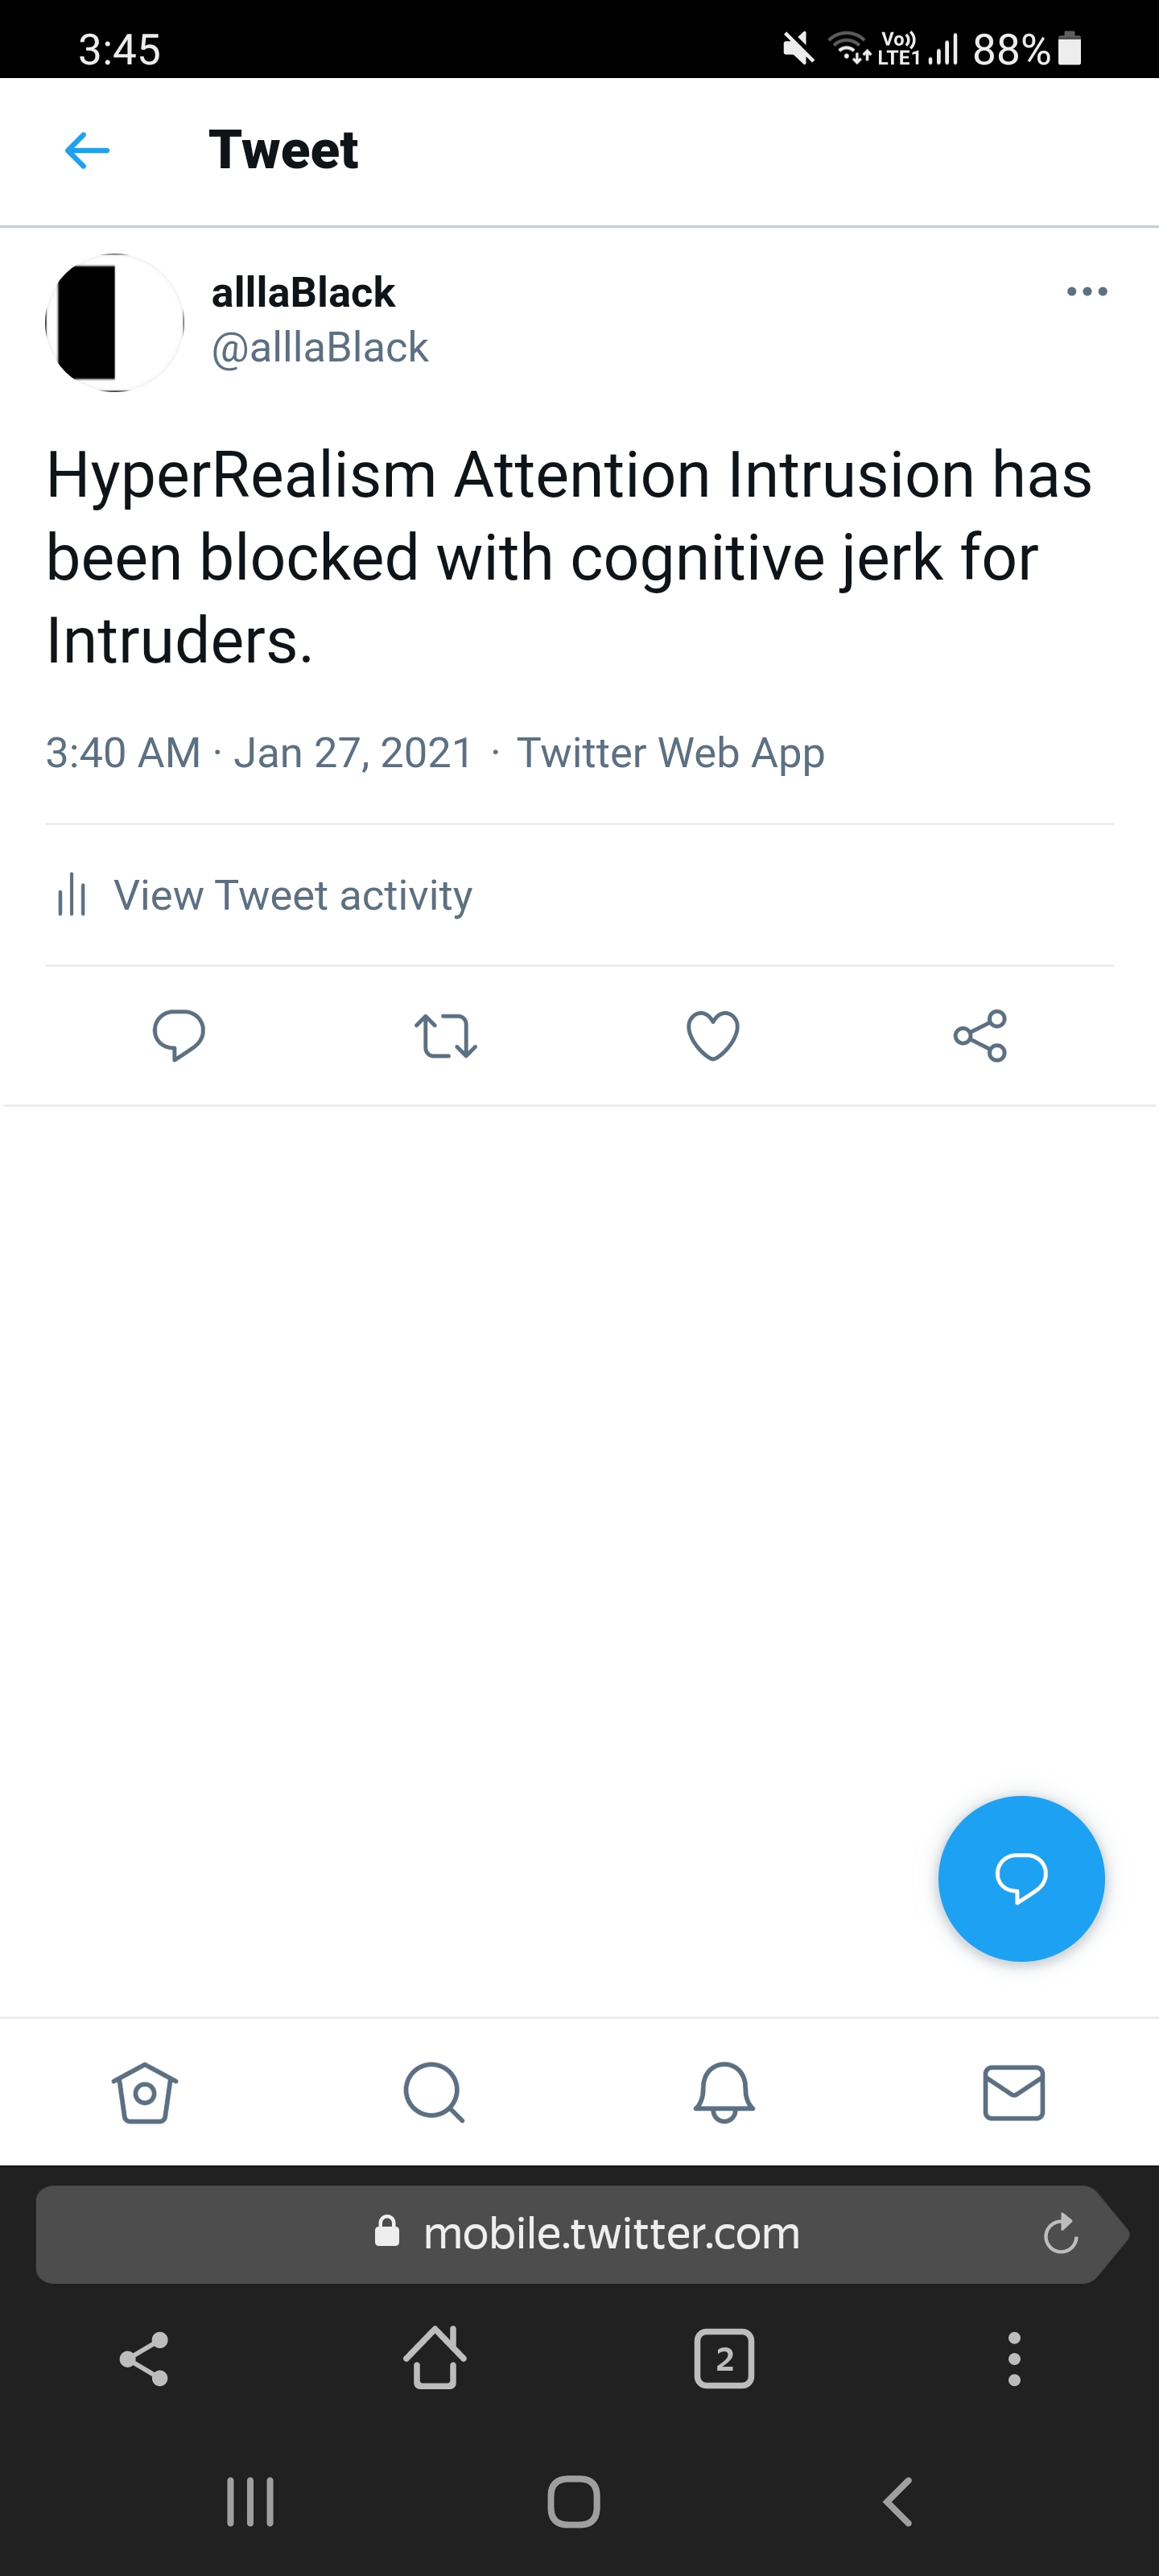 3:45 Vo)) LTE1 88%
Tweet
alllaBlack
@alllaBlack
HyperRealism Attention Intrusion has
been blocked with cognitive jerk for
Intruders.
3:40 AM · Jan 27, 2021 · Twitter Web App
View Tweet activity
mobile.twitter.com
2